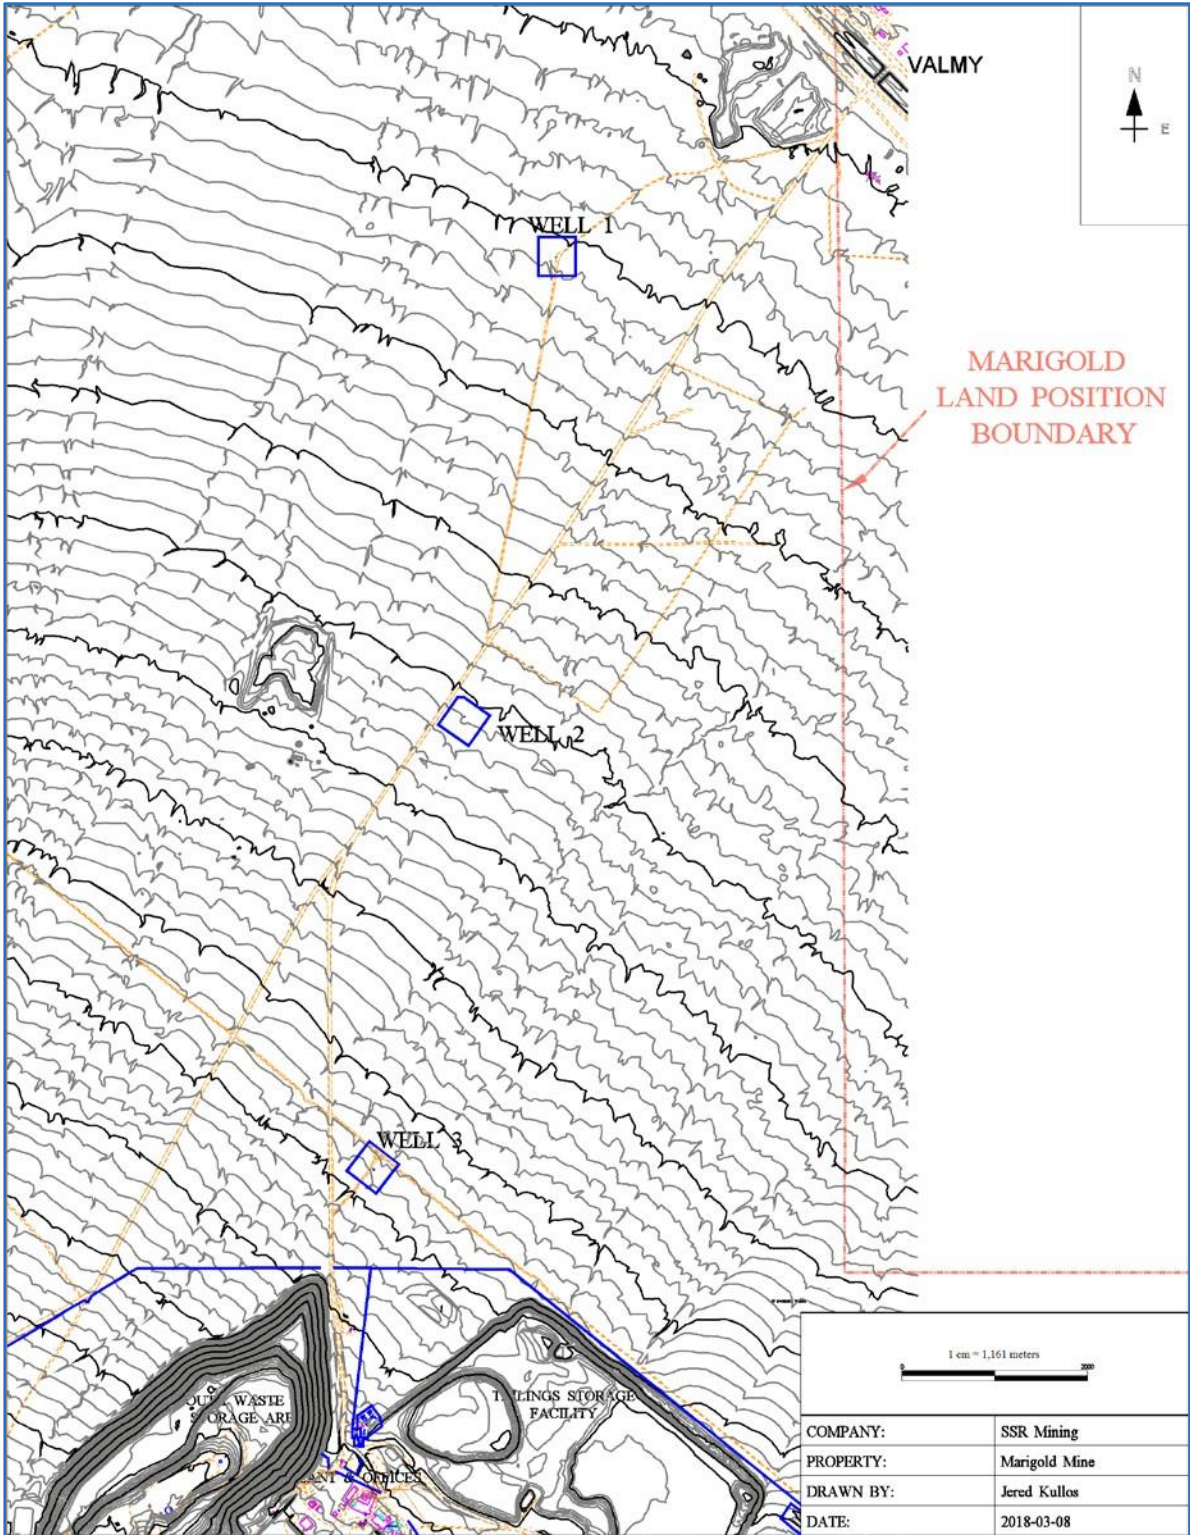 VALMY
N
E
WELL 1
MARIGOLD
LAND POSITION
BOUNDARY
WELL 2
WELL 3
1 cm = 1,161 meters
0 2000
WASTE
TAILINGS STORAGE
FACILITY
& OFFICES
COMPANY: SSR Mining
PROPERTY: Marigold Mine
DRAWN BY: Jered Kullos
DATE: 2018-03-08